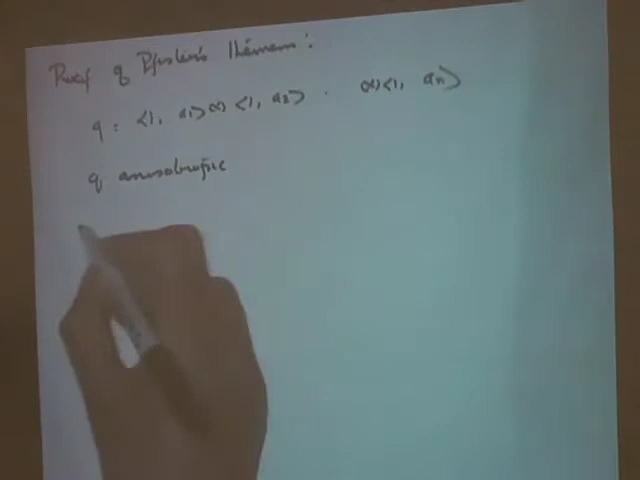 Proof of Pfister's Theorem:
q = <1, a₁> ⊗ <1, a₂> . ⊗ <1, aₙ>
q anisotropic